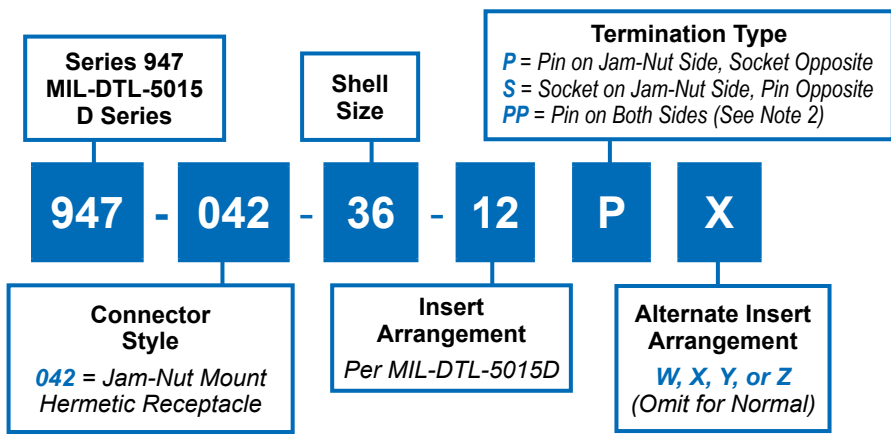 Series 947
MIL-DTL-5015
D Series
Shell
Size
Termination Type
P = Pin on Jam-Nut Side, Socket Opposite
S = Socket on Jam-Nut Side, Pin Opposite
PP = Pin on Both Sides (See Note 2)
947 - 042 - 36 - 12 P X
Connector
Style
042 = Jam-Nut Mount
Hermetic Receptacle
Insert
Arrangement
Per MIL-DTL-5015D
Alternate Insert
Arrangement
W, X, Y, or Z
(Omit for Normal)